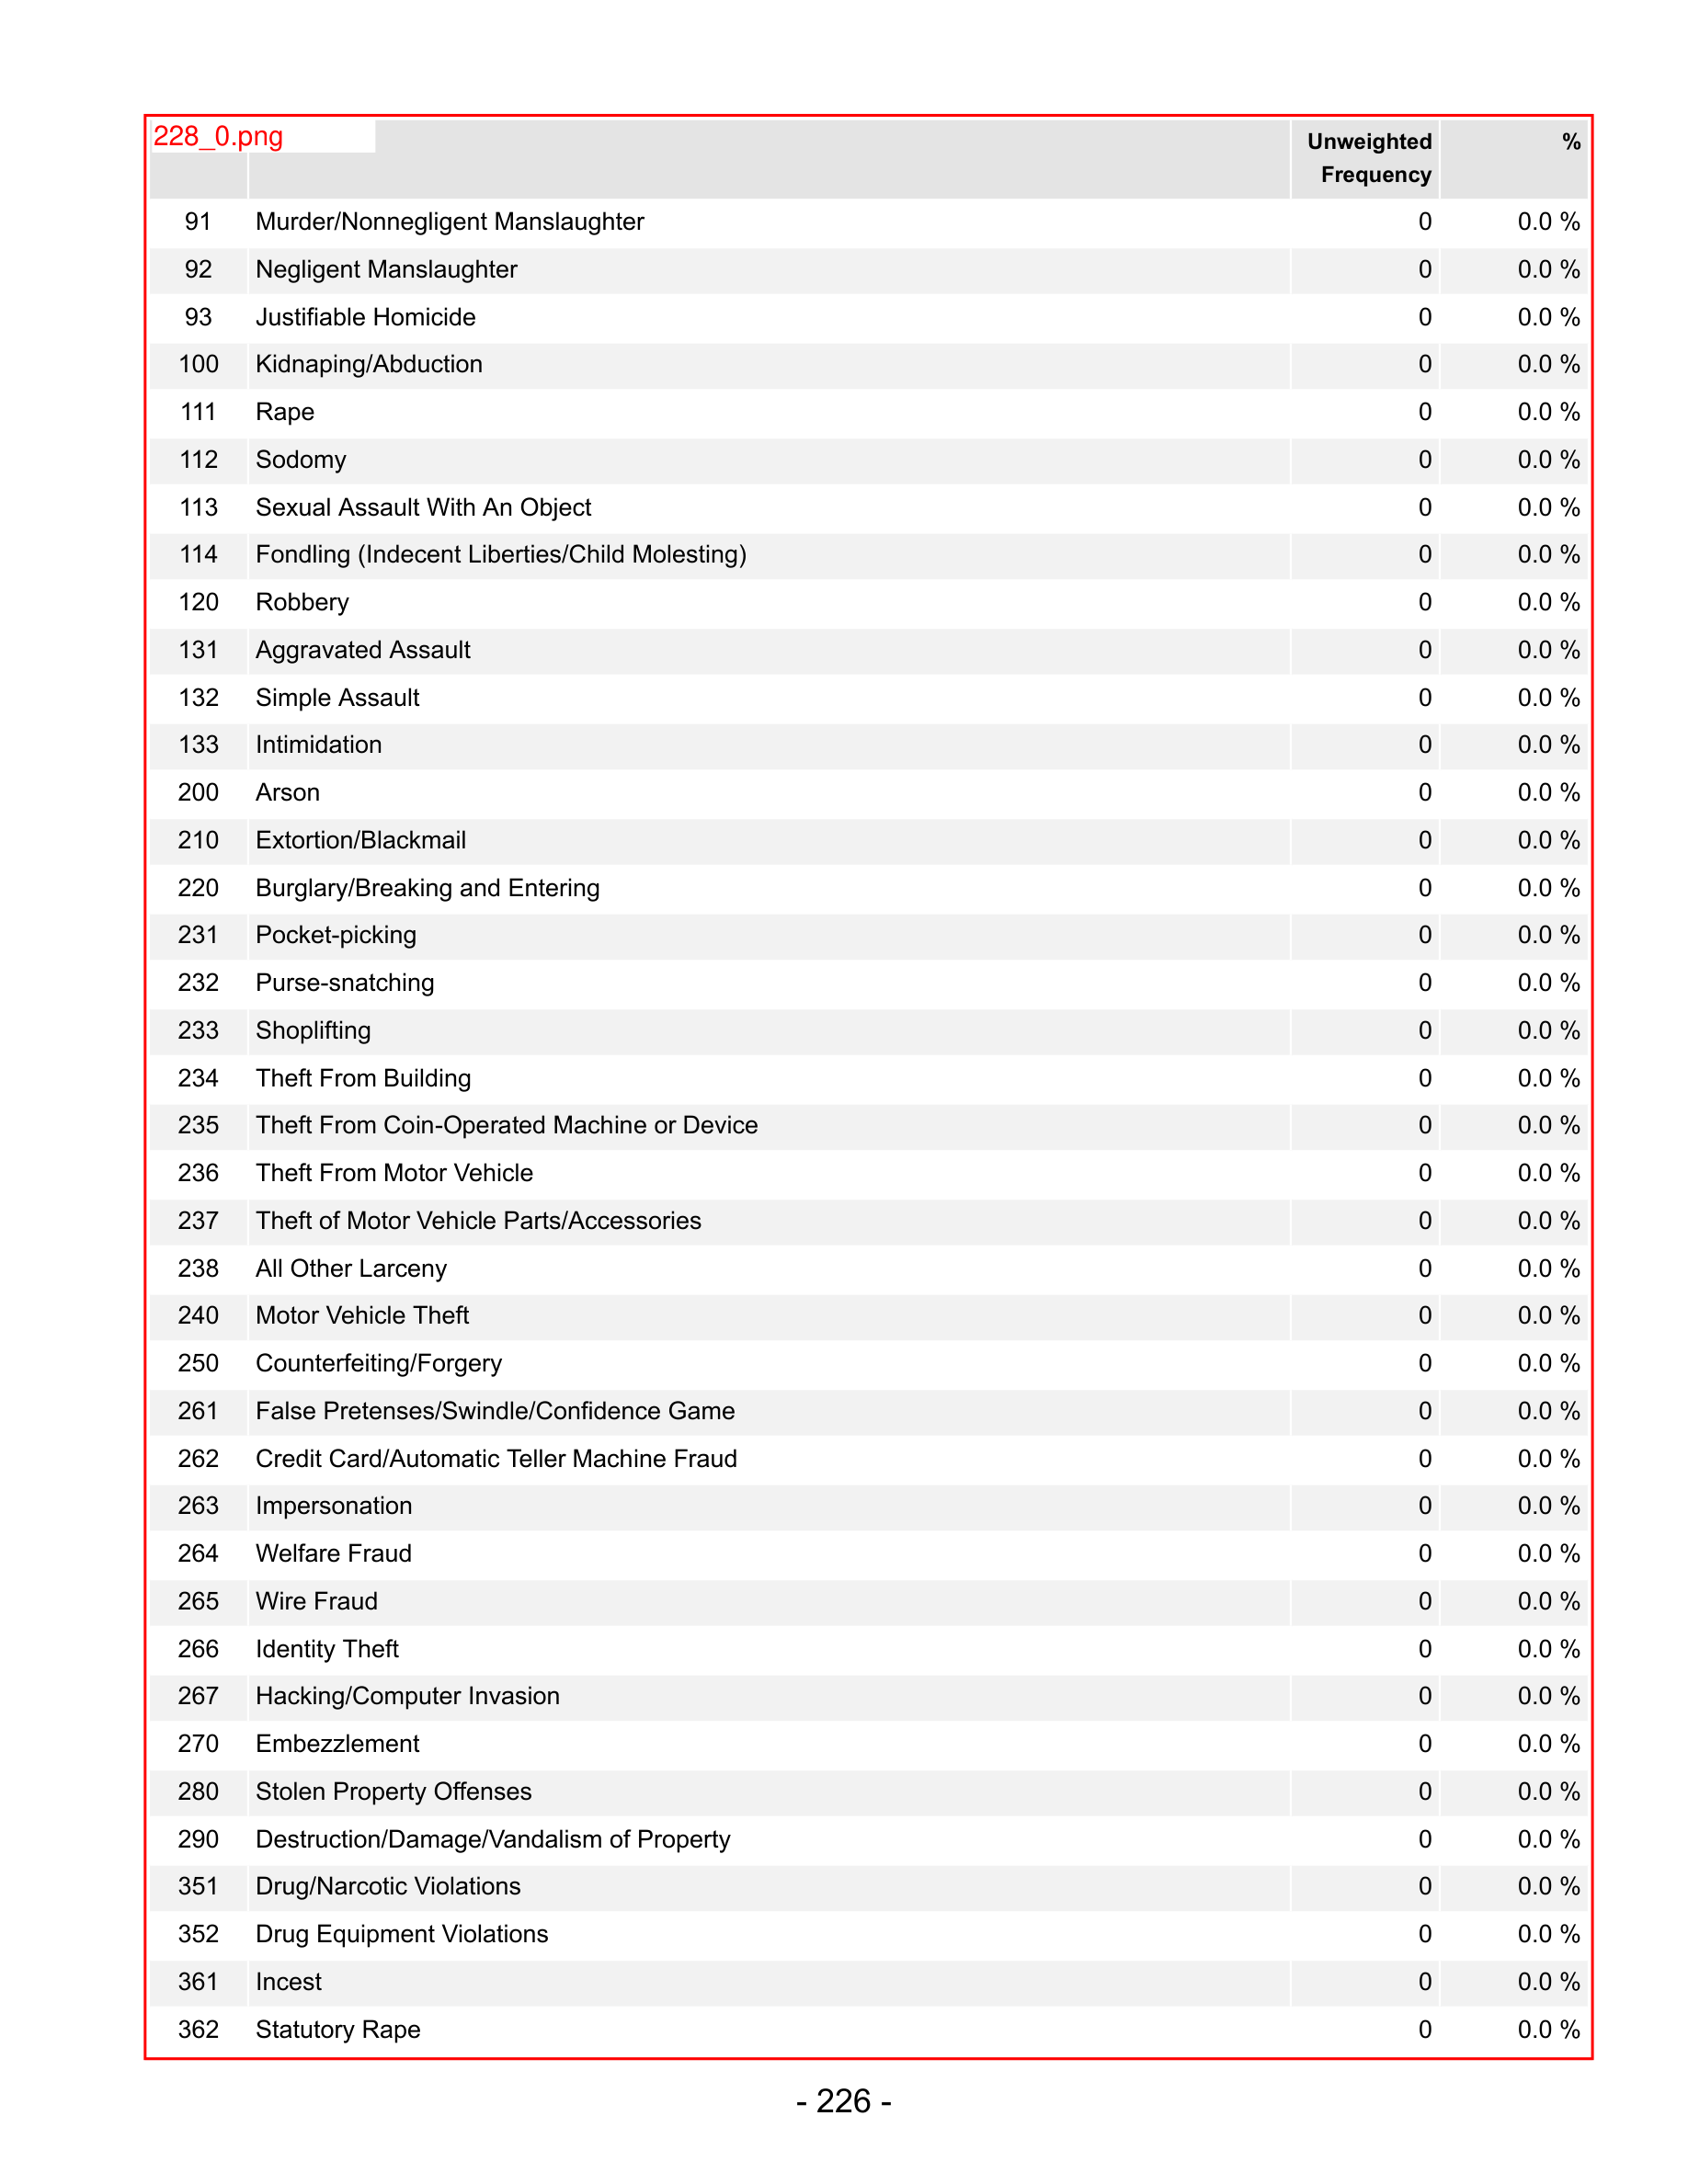 228_0.png
Unweighted Frequency %
91 Murder/Nonnegligent Manslaughter 0 0.0 %
92 Negligent Manslaughter 0 0.0 %
93 Justifiable Homicide 0 0.0 %
100 Kidnaping/Abduction 0 0.0 %
111 Rape 0 0.0 %
112 Sodomy 0 0.0 %
113 Sexual Assault With An Object 0 0.0 %
114 Fondling (Indecent Liberties/Child Molesting) 0 0.0 %
120 Robbery 0 0.0 %
131 Aggravated Assault 0 0.0 %
132 Simple Assault 0 0.0 %
133 Intimidation 0 0.0 %
200 Arson 0 0.0 %
210 Extortion/Blackmail 0 0.0 %
220 Burglary/Breaking and Entering 0 0.0 %
231 Pocket-picking 0 0.0 %
232 Purse-snatching 0 0.0 %
233 Shoplifting 0 0.0 %
234 Theft From Building 0 0.0 %
235 Theft From Coin-Operated Machine or Device 0 0.0 %
236 Theft From Motor Vehicle 0 0.0 %
237 Theft of Motor Vehicle Parts/Accessories 0 0.0 %
238 All Other Larceny 0 0.0 %
240 Motor Vehicle Theft 0 0.0 %
250 Counterfeiting/Forgery 0 0.0 %
261 False Pretenses/Swindle/Confidence Game 0 0.0 %
262 Credit Card/Automatic Teller Machine Fraud 0 0.0 %
263 Impersonation 0 0.0 %
264 Welfare Fraud 0 0.0 %
265 Wire Fraud 0 0.0 %
266 Identity Theft 0 0.0 %
267 Hacking/Computer Invasion 0 0.0 %
270 Embezzlement 0 0.0 %
280 Stolen Property Offenses 0 0.0 %
290 Destruction/Damage/Vandalism of Property 0 0.0 %
351 Drug/Narcotic Violations 0 0.0 %
352 Drug Equipment Violations 0 0.0 %
361 Incest 0 0.0 %
362 Statutory Rape 0 0.0 %
- 226 -